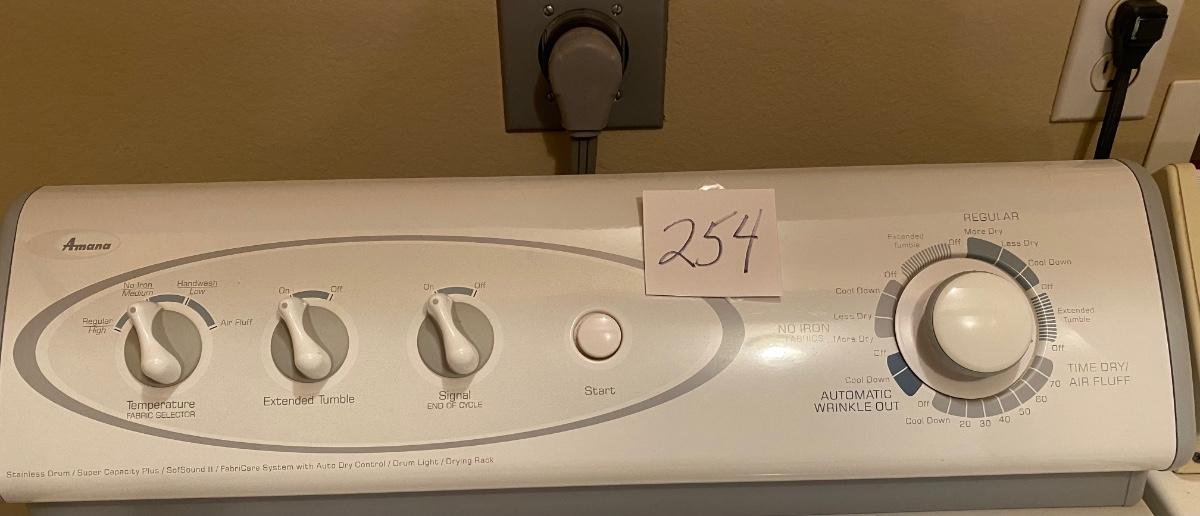 Amana
254
No Iron
Medium
Handwash
Low
Regular
High
Air Fluff
Temperature
FABRIC SELECTOR
On
Off
Extended Tumble
On
Off
Signal
END OF CYCLE
Start
REGULAR
More Dry
Less Dry
Cool Down
Off
Extended
Tumble
Off
TIME DRY/
AIR FLUFF
70
60
50
40
30
20
Cool Down
Off
AUTOMATIC
WRINKLE OUT
Cool Down
Off
NO IRON
FABRICS
More Dry
Less Dry
Cool Down
Off
Extended
Tumble
Off
Stainless Drum / Super Capacity Plus / SofSound II / FabriCare System with Auto Dry Control / Drum Light / Drying Rack